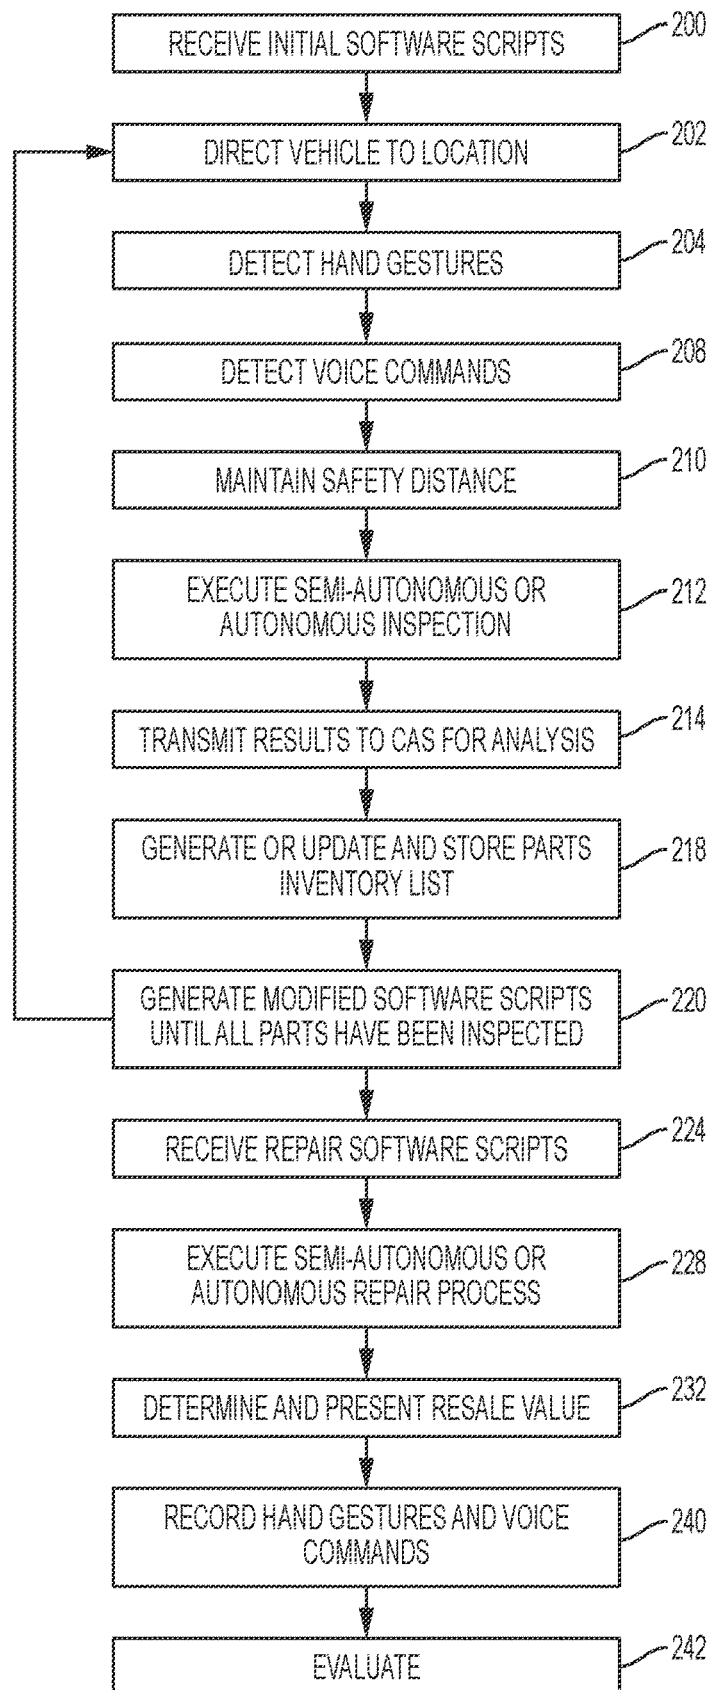 RECEIVE INITIAL SOFTWARE SCRIPTS
200
DIRECT VEHICLE TO LOCATION
202
DETECT HAND GESTURES
204
DETECT VOICE COMMANDS
208
MAINTAIN SAFETY DISTANCE
210
EXECUTE SEMI-AUTONOMOUS OR
AUTONOMOUS INSPECTION
212
TRANSMIT RESULTS TO CAS FOR ANALYSIS
214
GENERATE OR UPDATE AND STORE PARTS
INVENTORY LIST
218
GENERATE MODIFIED SOFTWARE SCRIPTS
UNTIL ALL PARTS HAVE BEEN INSPECTED
220
RECEIVE REPAIR SOFTWARE SCRIPTS
224
EXECUTE SEMI-AUTONOMOUS OR
AUTONOMOUS REPAIR PROCESS
228
DETERMINE AND PRESENT RESALE VALUE
232
RECORD HAND GESTURES AND VOICE
COMMANDS
240
EVALUATE
242